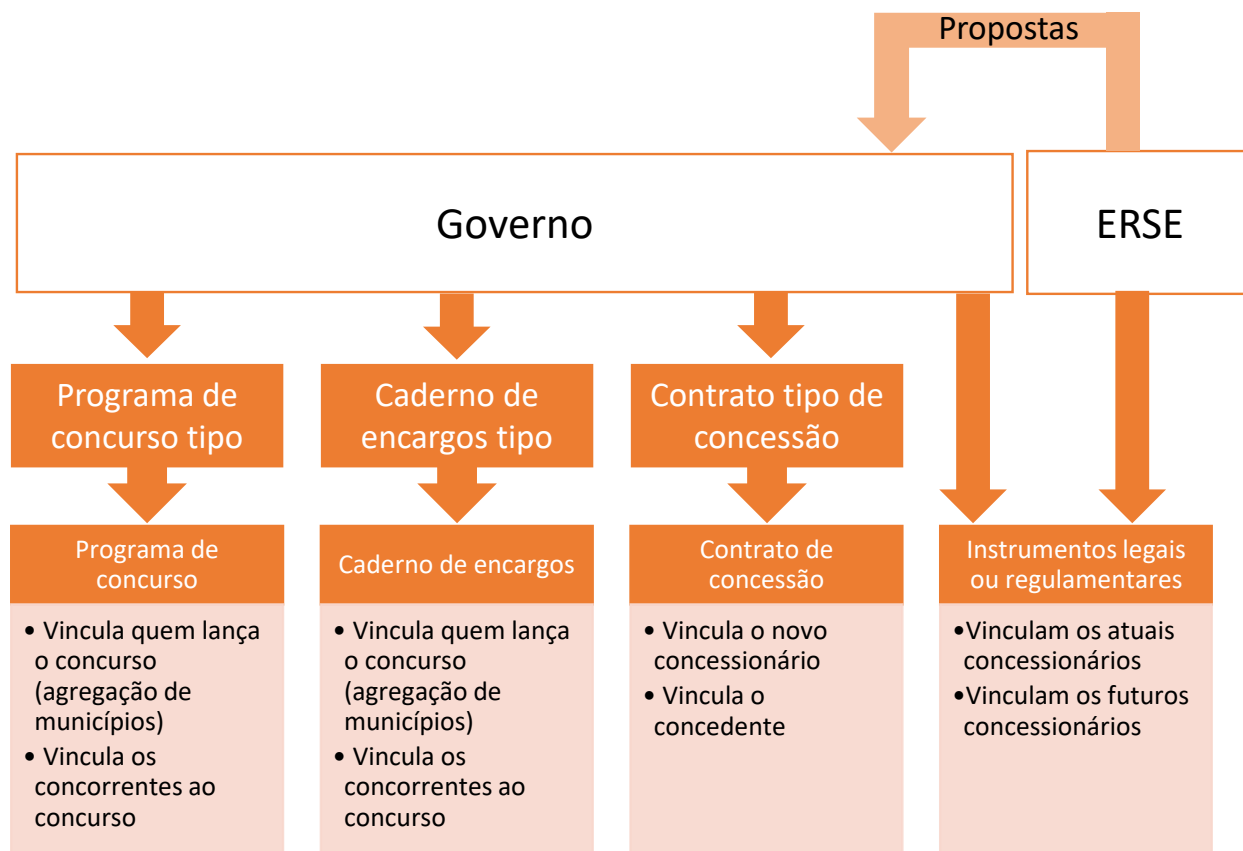 Propostas
Governo
ERSE
Programa de
concurso tipo
Caderno de
encargos tipo
Contrato tipo de
concessão
Programa de
concurso
• Vincula quem lança
o concurso
(agregação de
municípios)
• Vincula os
concorrentes ao
concurso
Caderno de encargos
• Vincula quem lança
o concurso
(agregação de
municípios)
• Vincula os
concorrentes ao
concurso
Contrato de
concessão
• Vincula o novo
concessionário
• Vincula o
concedente
Instrumentos legais
ou regulamentares
•Vinculam os atuais
concessionários
•Vinculam os futuros
concessionários